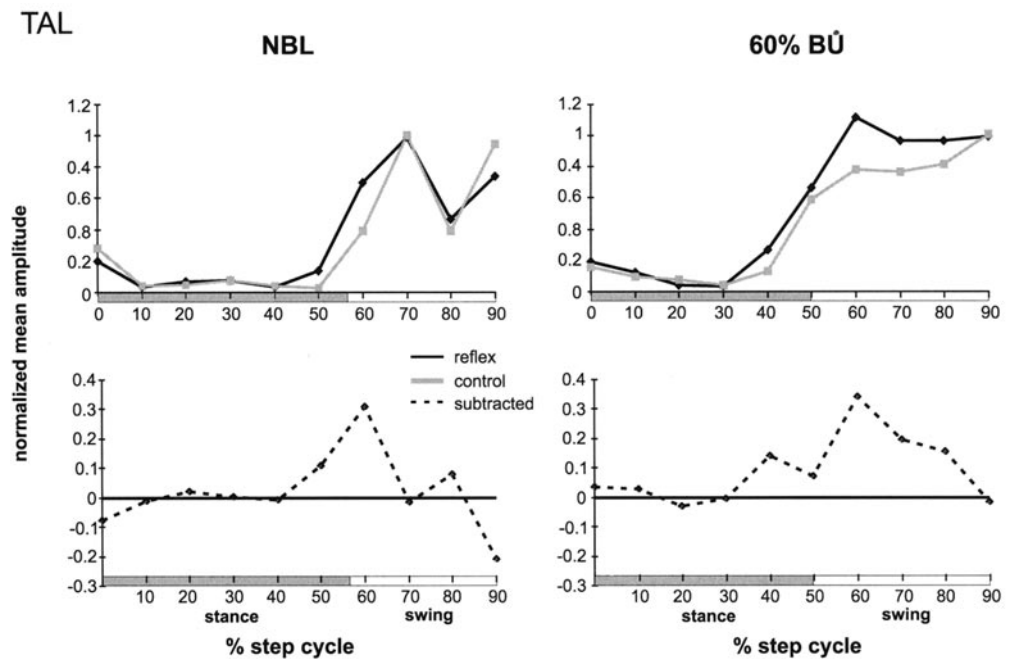 TAL
NBL
60% BŮ
normalized mean amplitude
1.2
1
0.4
0.6
0.8
0.2
0
0 10 20 30 40 50 60 70 80 90
1.2
1
0.4
0.6
0.8
0.2
0
0 10 20 30 40 50 60 70 80 90
reflex
control
subtracted
0.4
0.3
0.2
0.1
0
-0.1
-0.2
-0.3
10 20 30 40 50 60 70 80 90
stance swing
% step cycle
0.4
0.3
0.2
0.1
0
-0.1
-0.2
-0.3
10 20 30 40 50 60 70 80 90
stance swing
% step cycle